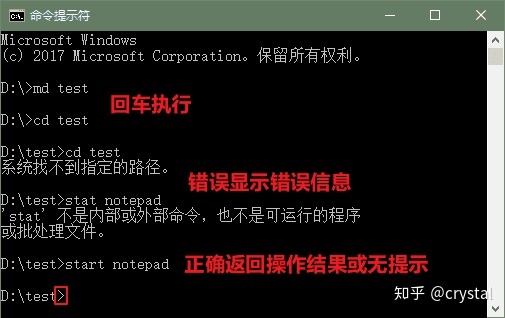 命令提示符
Microsoft Windows
(c) 2017 Microsoft Corporation。保留所有权利。
D:\>md test
回车执行
D:\>cd test
D:\test>cd test
系统找不到指定的路径。
错误显示错误信息
D:\test>stat notepad
'stat' 不是内部或外部命令，也不是可运行的程序
或批处理文件。
D:\test>start notepad 正确返回操作结果或无提示
D:\test>
知乎 @crystal